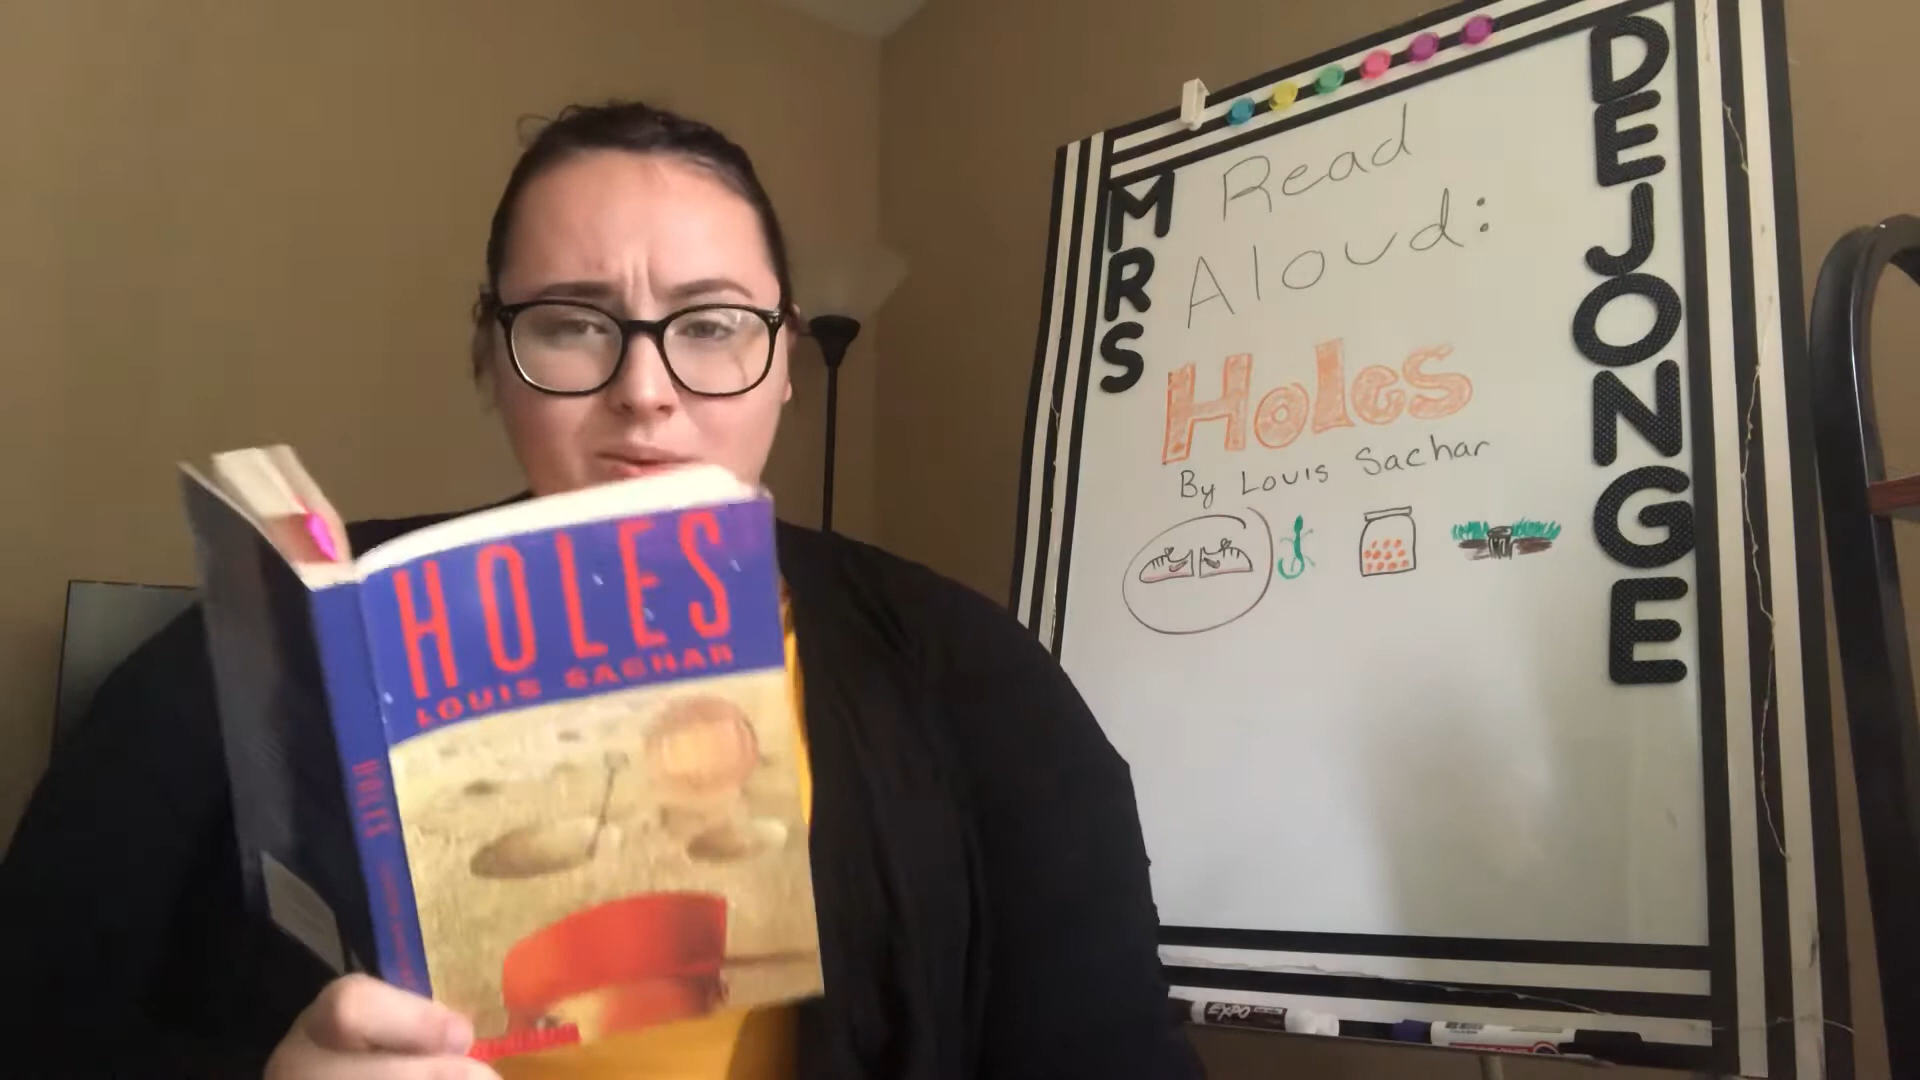 HOLES
LOUIS SACHAR
HOLES
MRS
DEJONGE
Read
Aloud:
Holes
By Louis Sachar
EXPO